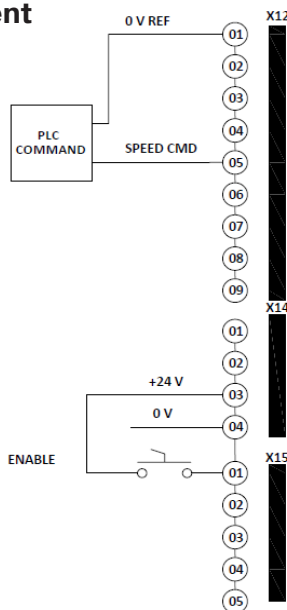 ent
0 V REF
X12
01
02
03
04
PLC
COMMAND
SPEED CMD
05
06
07
08
09
X14
01
02
+24 V
03
0 V
04
X15
ENABLE
01
02
03
04
05